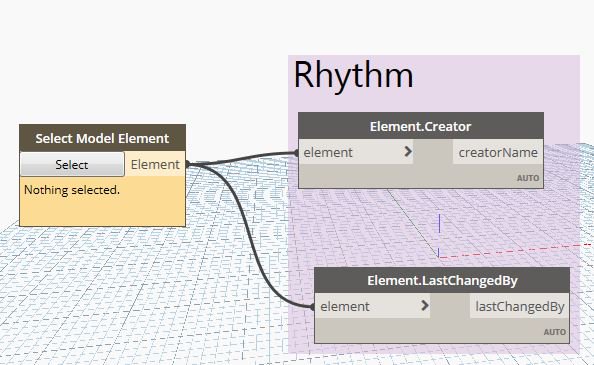 Rhythm
Select Model Element
Select
Element
Nothing selected.
Element.Creator
element
creatorName
AUTO
Element.LastChangedBy
element
lastChangedBy
AUTO